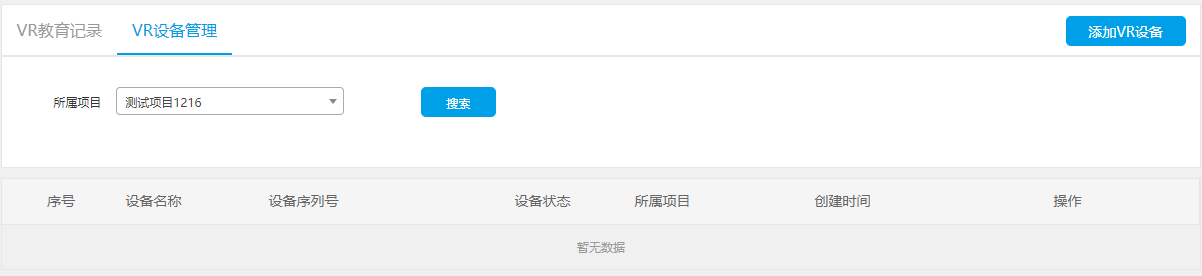 VR教育记录 VR设备管理 添加VR设备
所属项目 测试项目1216 搜索
序号 设备名称 设备序列号 设备状态 所属项目 创建时间 操作
暂无数据